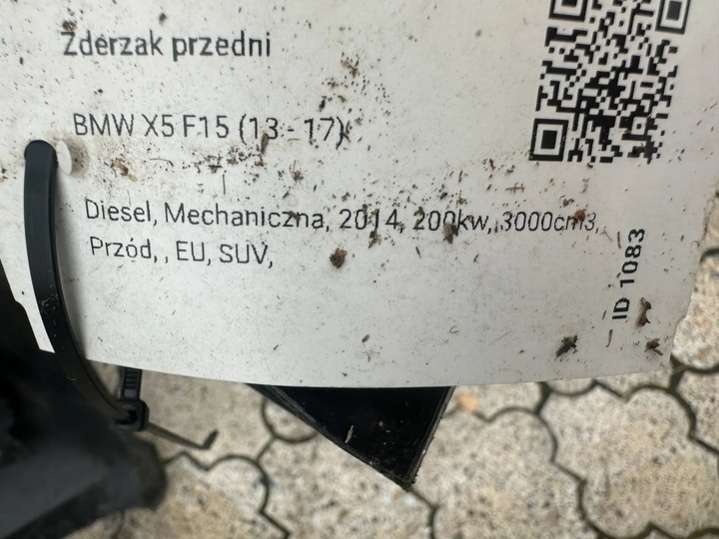 Zderzak przedni
BMW X5 F15 (13 - 17)
Diesel, Mechaniczna, 2014, 200kw, 3000cm3,
Przód, , EU, SUV,
ID 1083